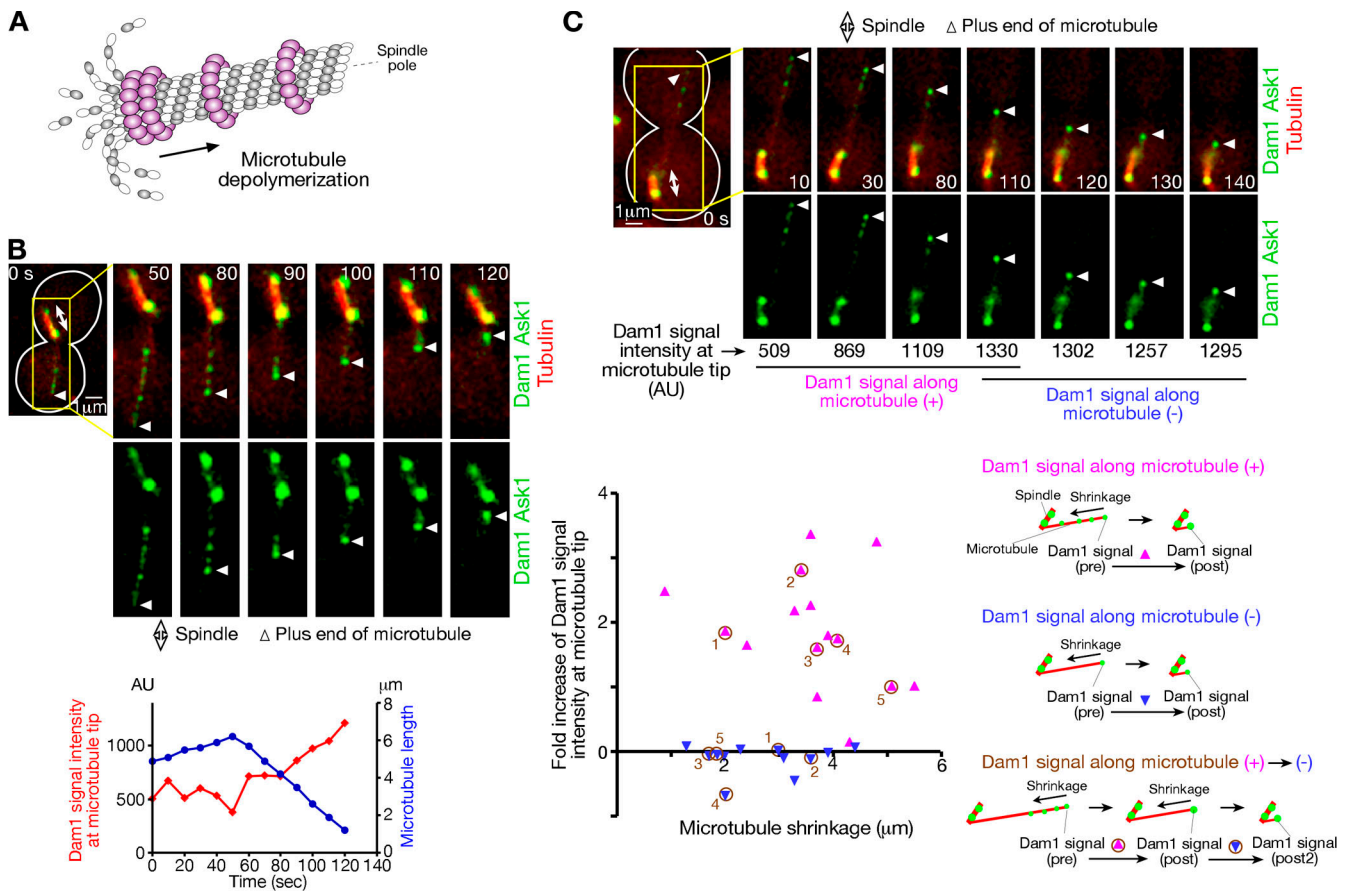 A
Spindle
pole
Microtubule
depolymerization
B
0 s
1μm
50
80
90
100
110
120
Dam1 Ask1
Tubulin
Dam1 Ask1
Spindle
Plus end of microtubule
AU
μm
Dam1 signal intensity
at microtubule tip
1000
500
0
8
6
4
2
0
Microtubule length
0 20 40 60 80 100 120 140
Time (sec)
C
Spindle
Plus end of microtubule
1μm
0 s
10
30
80
110
120
130
140
Dam1 Ask1
Tubulin
Dam1 Ask1
Dam1 signal
intensity at
microtubule tip
(AU)
509 869 1109 1330 1302 1257 1295
Dam1 signal along
microtubule (+)
Dam1 signal along
microtubule (-)
Fold increase of Dam1 signal
intensity at microtubule tip
4
2
0
2
4
6
1
2
3
4
5
1
2
3
4
5
Microtubule shrinkage (μm)
Dam1 signal along microtubule (+)
Spindle
Shrinkage
Microtubule
Dam1 signal
(pre)
Dam1 signal
(post)
Dam1 signal along microtubule (-)
Shrinkage
Dam1 signal
(pre)
Dam1 signal
(post)
Dam1 signal along microtubule (+) (-)
Shrinkage
Shrinkage
Dam1 signal
(pre)
Dam1 signal
(post)
Dam1 signal
(post2)